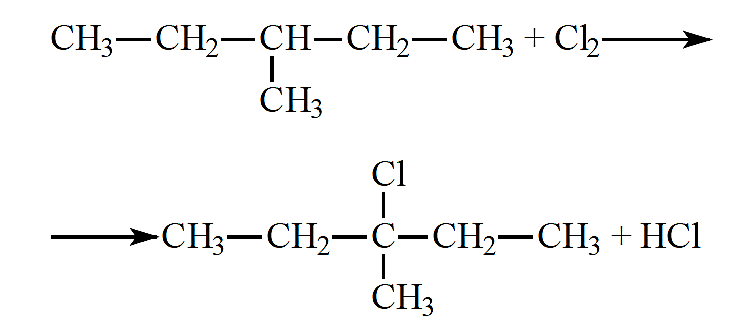 CH₃—CH₂—CH—CH₂—CH₃ + Cl₂
CH₃
Cl
CH₃—CH₂—C—CH₂—CH₃ + HCl
CH₃